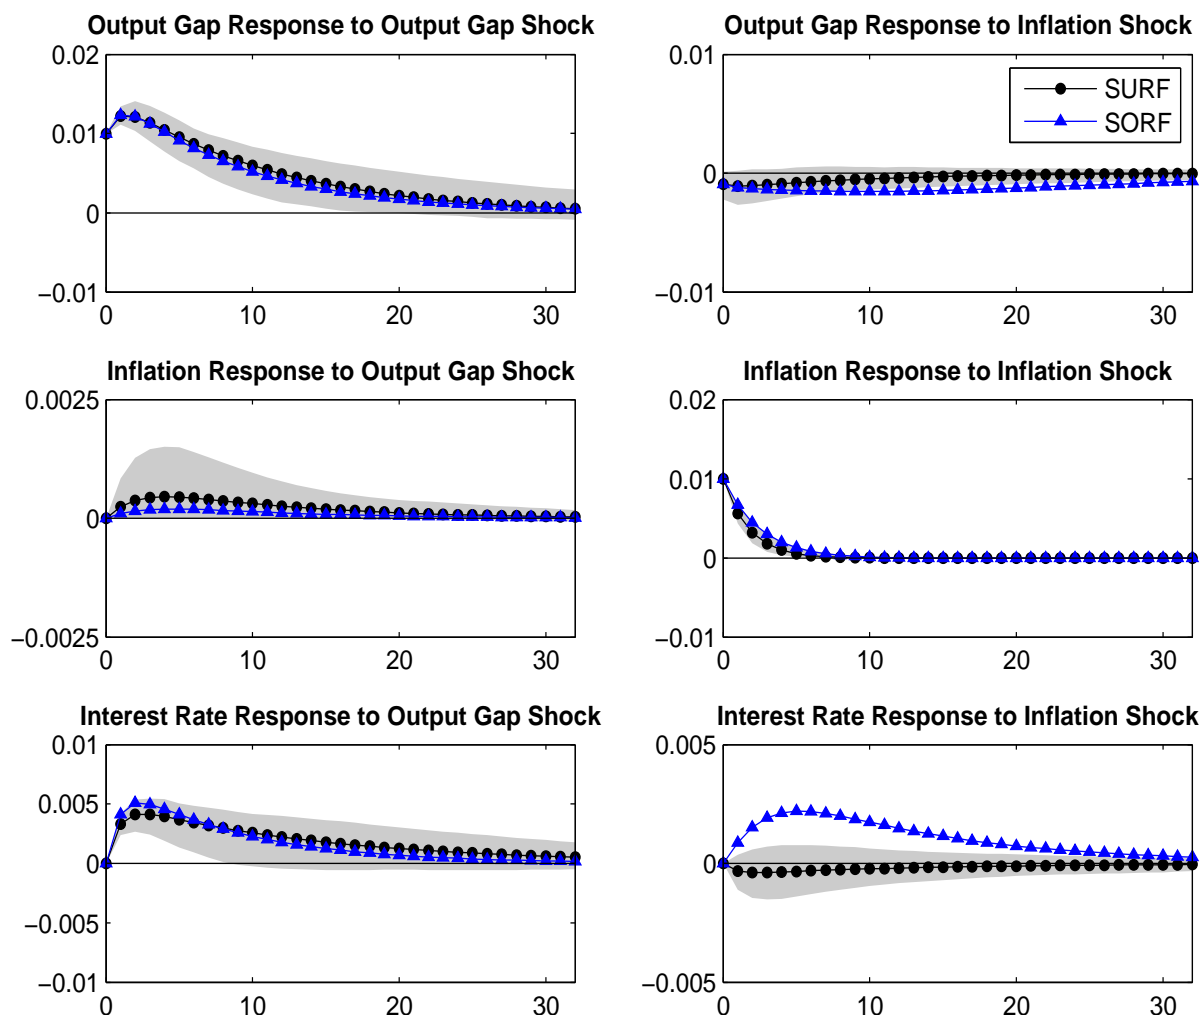 Output Gap Response to Output Gap Shock
0.02
0.01
0
−0.01
0 10 20 30
Output Gap Response to Inflation Shock
0.01
0
−0.01
0 10 20 30
SURF
SORF
Inflation Response to Output Gap Shock
0.0025
0
−0.0025
0 10 20 30
Inflation Response to Inflation Shock
0.02
0.01
0
−0.01
0 10 20 30
Interest Rate Response to Output Gap Shock
0.01
0.005
0
−0.005
−0.01
0 10 20 30
Interest Rate Response to Inflation Shock
0.005
0
−0.005
0 10 20 30